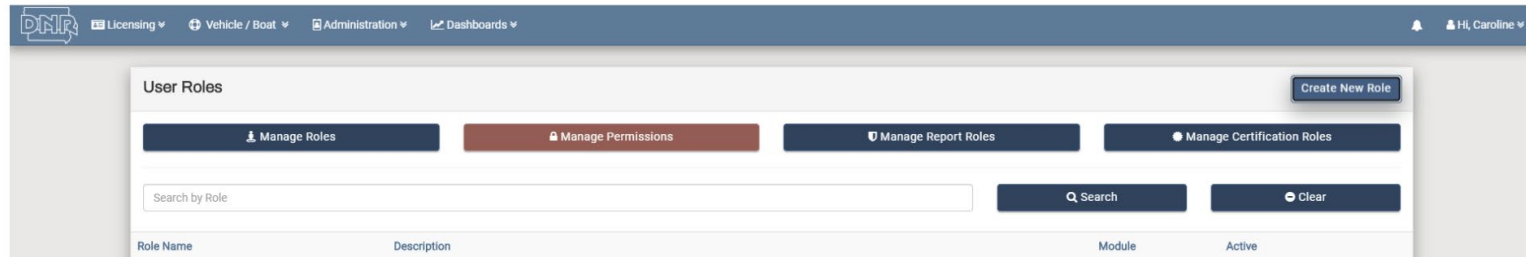 DNR Licensing Vehicle / Boat Administration Dashboards Hi, Caroline
User Roles Create New Role
Manage Roles Manage Permissions Manage Report Roles Manage Certification Roles
Search by Role Search Clear
Role Name Description Module Active